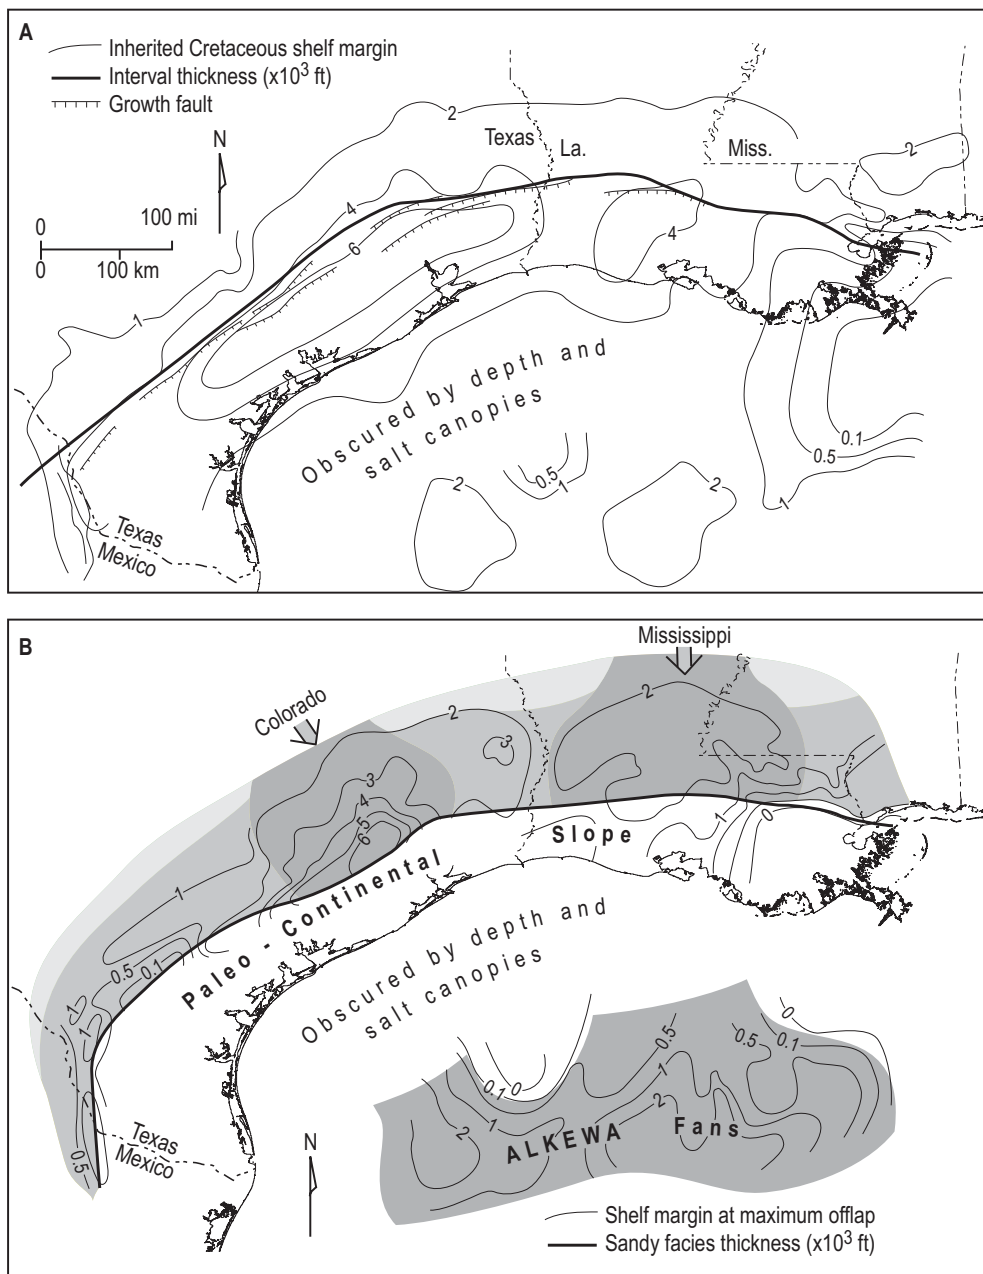 A
Inherited Cretaceous shelf margin
Interval thickness (x10³ ft)
Growth fault
N
0
100 mi
0
100 km
Texas
La.
Miss.
2
2
4
6
4
1
Obscured by depth and
salt canopies
0.1
0.5
1
0.5
1
2
2
Texas
Mexico
B
Mississippi
Colorado
2
2
3
3
4
5
6
1
1
0
Slope
Paleo - Continental
0.5
0.1
1
1
Obscured by depth and
salt canopies
0
0.5
0.5
0.1
1
0.1
0
2
1
2
ALKEWA Fans
Texas
Mexico
0.5
N
Shelf margin at maximum offlap
Sandy facies thickness (x10³ ft)